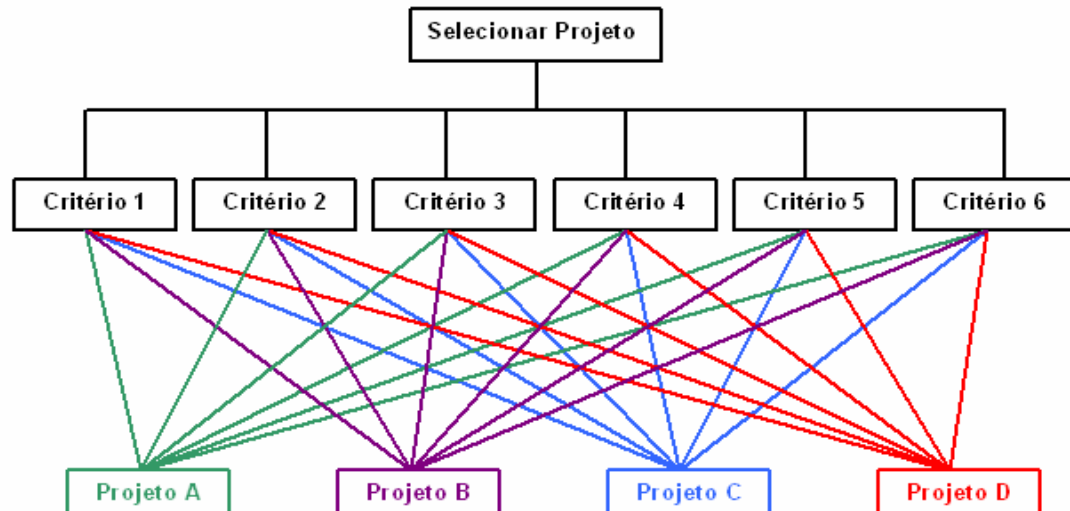 Selecionar Projeto
Critério 1
Critério 2
Critério 3
Critério 4
Critério 5
Critério 6
Projeto A
Projeto B
Projeto C
Projeto D